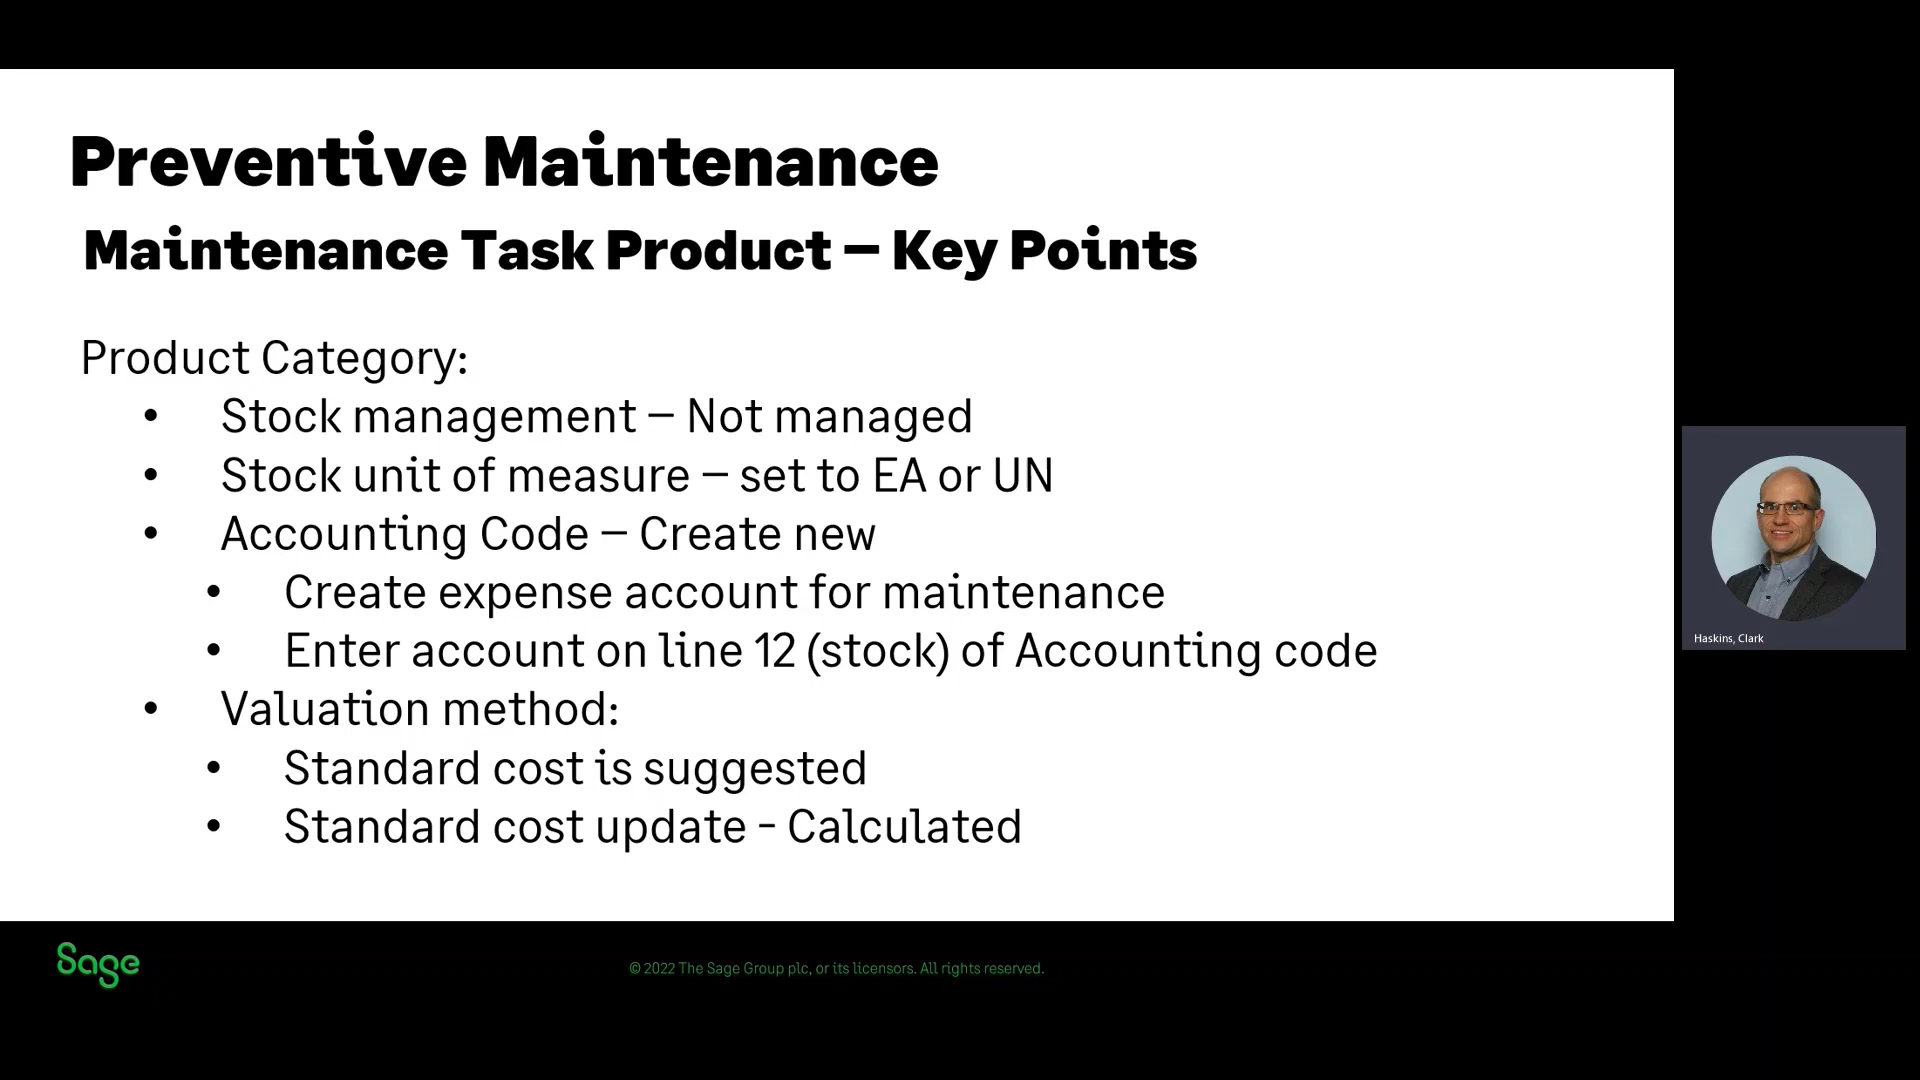 Preventive Maintenance
Maintenance Task Product – Key Points
Product Category:
• Stock management – Not managed
• Stock unit of measure – set to EA or UN
• Accounting Code – Create new
• Create expense account for maintenance
• Enter account on line 12 (stock) of Accounting code
• Valuation method:
• Standard cost is suggested
• Standard cost update - Calculated
Haskins, Clark
Sage
© 2022 The Sage Group plc, or its licensors. All rights reserved.